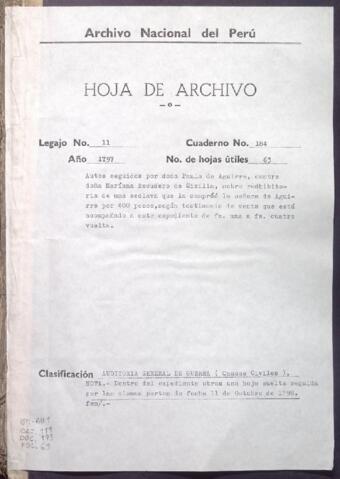 Archivo Nacional del Perú
HOJA DE ARCHIVO
—o—
Legajo No. 11 Cuaderno No. 184
Año 1797 No. de hojas útiles 63
Autos seguidos por doña Paula de Aguirre, contra
doña Mariana Escudero de Sicilia, sobre redhibito-
ria de una esclava que la compró la señora de Agui-
rre por 400 pesos, según testimonio de venta que está
acompañado a este expediente de fs. una a fs. cuatro
vuelta.
Clasificación AUDITORIA GENERAL DE GUERRA ( Causas Civiles ).
NOTA.- Dentro del expediente otras una hoja suelta seguida
por las mismas partes de fecha 11 de Octubre de 1798.